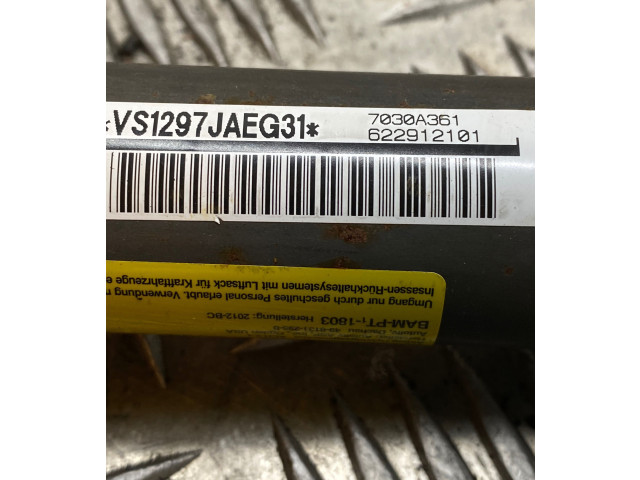 *VS1297JAEG31*
7030A361
622912101
Insassen-Rückhaltesystemen mit Luftsack für Kraftfahrzeuge e
Umgang nur durch geschultes Personal erlaubt. Verwendung n
BAM-PT₁-1803 Herstellung: 2012-BC